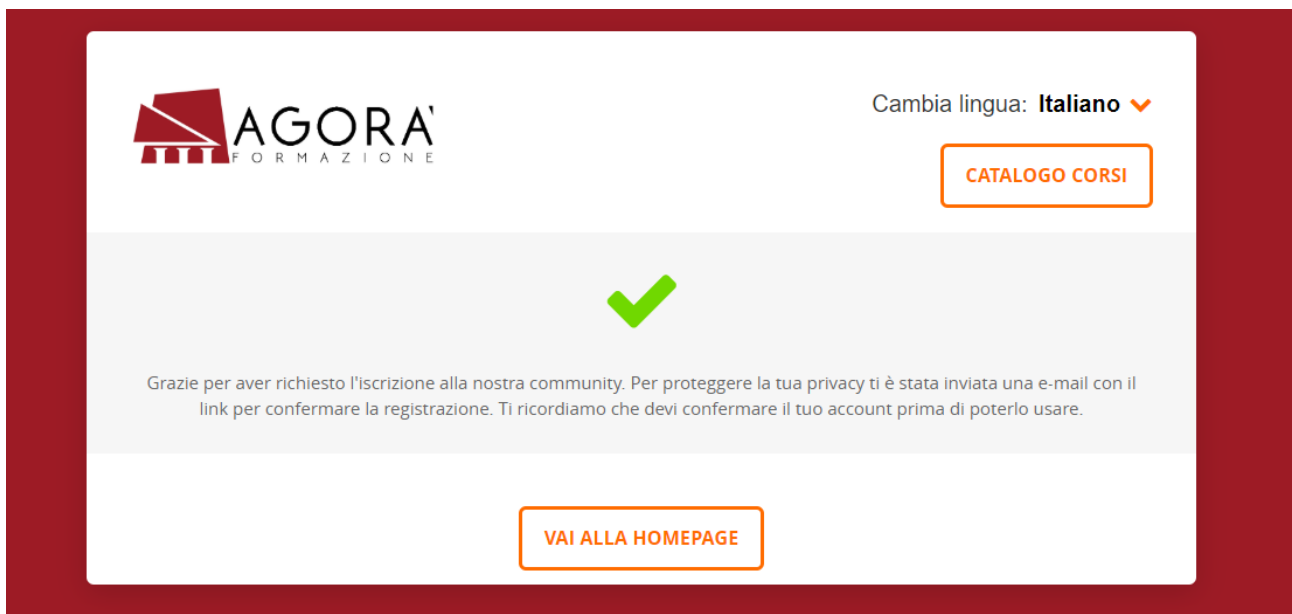 AGORA'
FORMAZIONE
Cambia lingua: Italiano
CATALOGO CORSI
Grazie per aver richiesto l'iscrizione alla nostra community. Per proteggere la tua privacy ti è stata inviata una e-mail con il
link per confermare la registrazione. Ti ricordiamo che devi confermare il tuo account prima di poterlo usare.
VAI ALLA HOMEPAGE